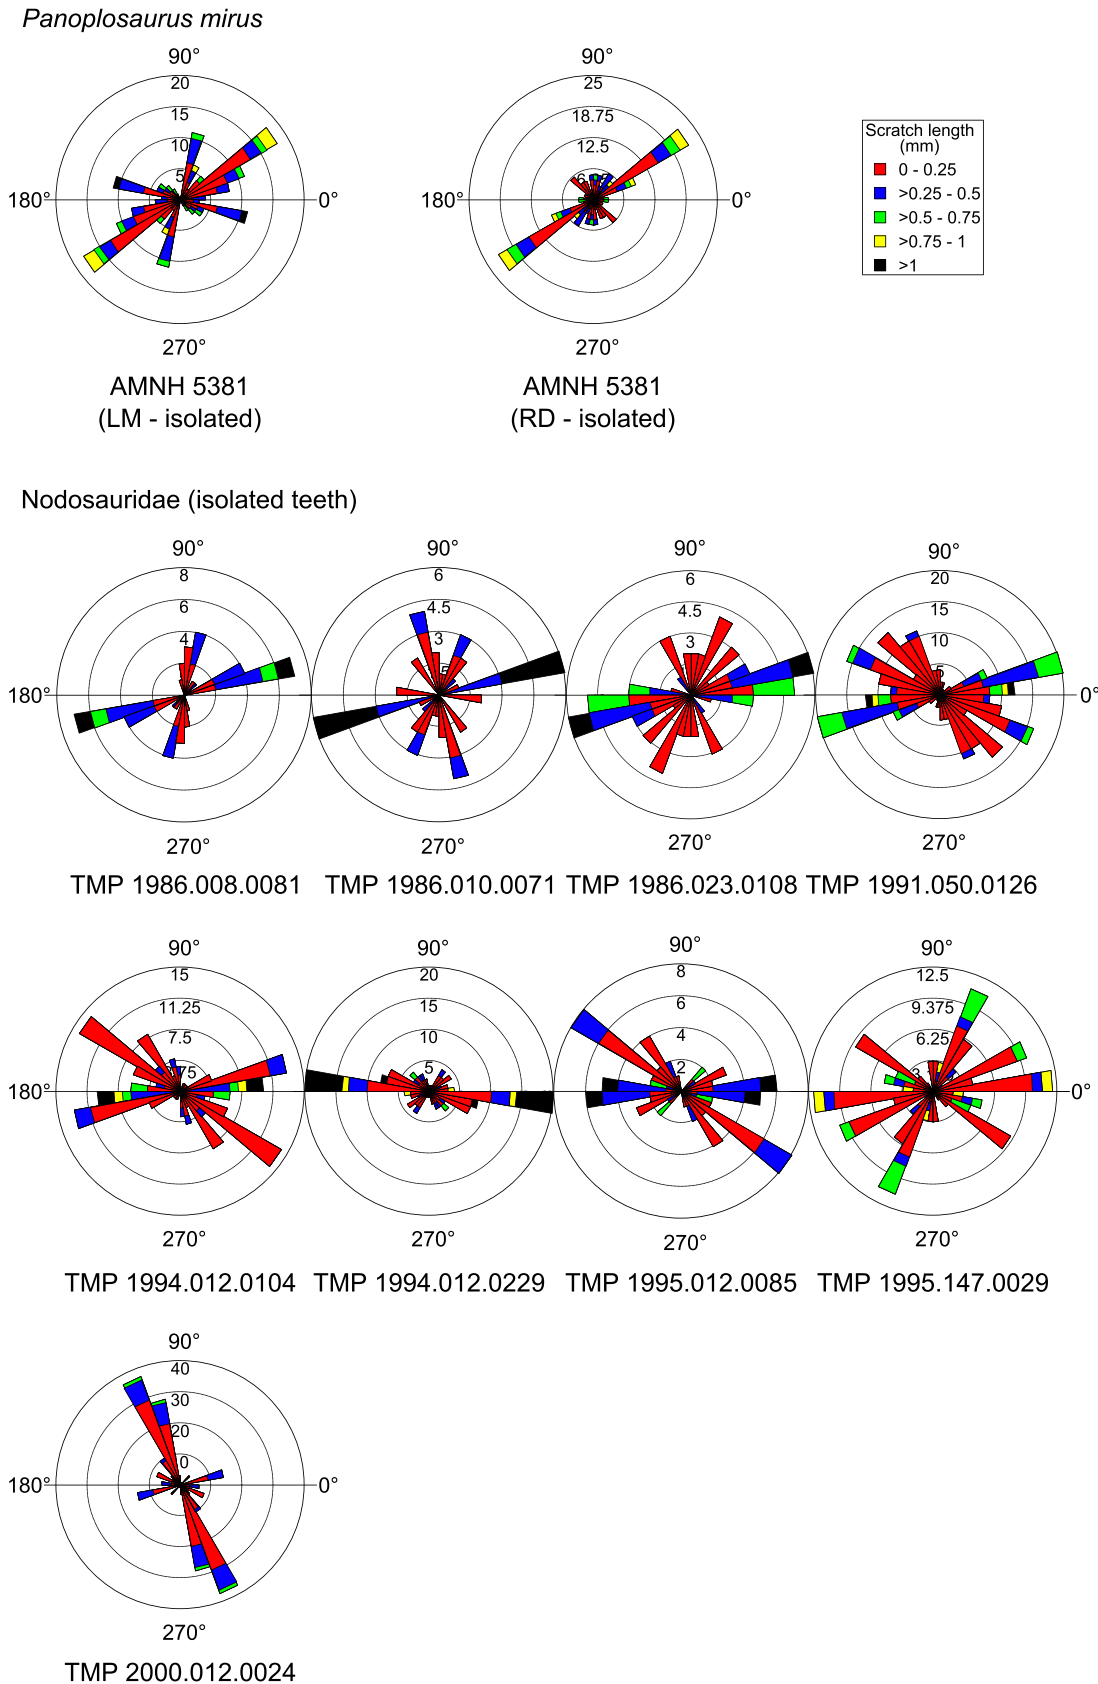 Panoplosaurus mirus
90° 90°
20 25
15 18.75
10 12.5
5
180° 0° 180° 0°
270° 270°
AMNH 5381 AMNH 5381
(LM - isolated) (RD - isolated)
Scratch length
(mm)
0 - 0.25
>0.25 - 0.5
>0.5 - 0.75
>0.75 - 1
>1
Nodosauridae (isolated teeth)
90° 90° 90° 90°
8 6 6 20
6 4.5 4.5 15
4 3 3 10
180° 180° 180° 180° 0°
270° 270° 270° 270°
TMP 1986.008.0081 TMP 1986.010.0071 TMP 1986.023.0108 TMP 1991.050.0126
90° 90° 90° 90°
15 20 8 12.5
11.25 15 6 9.375
7.5 10 4 6.25
5 2
180° 180° 180° 180° 0°
270° 270° 270° 270°
TMP 1994.012.0104 TMP 1994.012.0229 TMP 1995.012.0085 TMP 1995.147.0029
90°
40
30
20
180° 0°
270°
TMP 2000.012.0024